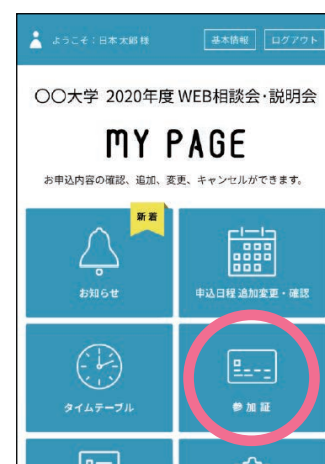 ようこそ：日本 太郎 様
基本情報
ログアウト
〇〇大学 2020年度 WEB相談会・説明会
MY PAGE
お申込内容の確認、追加、変更、キャンセルができます。
新着
お知らせ
申込日程 追加変更・確認
タイムテーブル
参加証